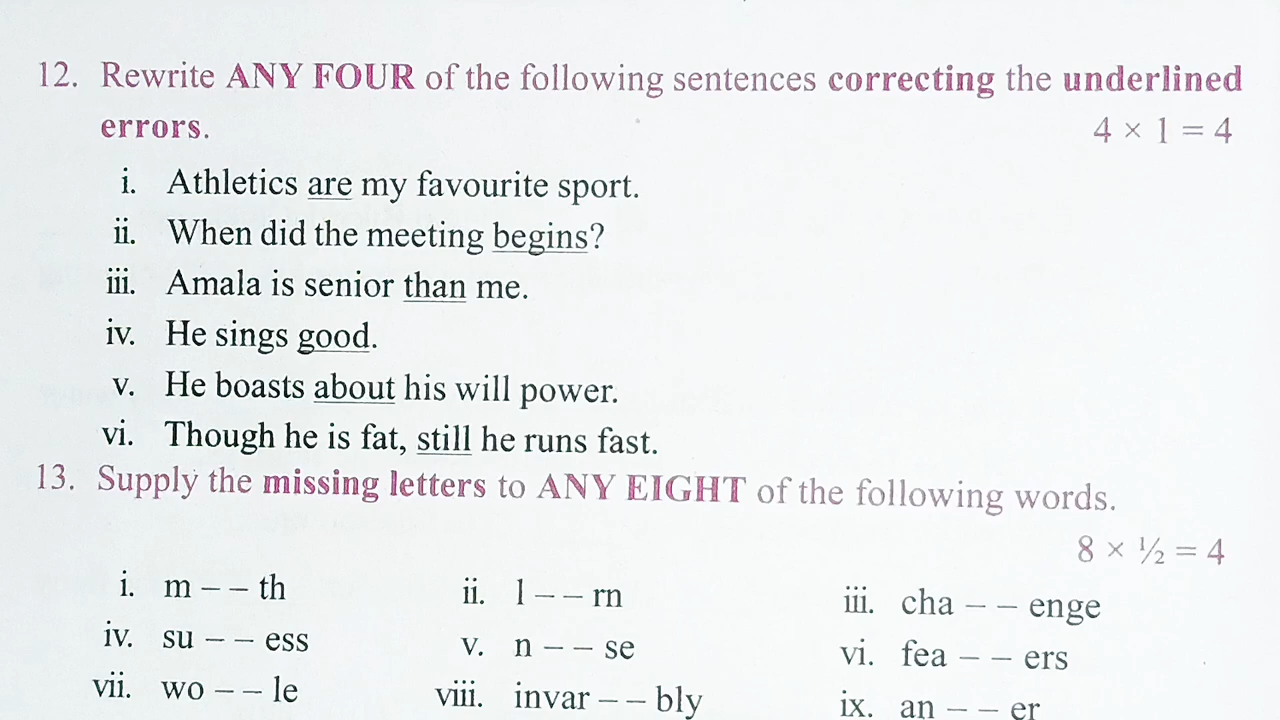 12. Rewrite ANY FOUR of the following sentences correcting the underlined
errors. 4 × 1 = 4
i. Athletics are my favourite sport.
ii. When did the meeting begins?
iii. Amala is senior than me.
iv. He sings good.
v. He boasts about his will power.
vi. Though he is fat, still he runs fast.
13. Supply the missing letters to ANY EIGHT of the following words.
8 × ½ = 4
i. m – – th ii. l – – rn iii. cha – – enge
iv. su – – ess v. n – – se vi. fea – – ers
vii. wo – – le viii. invar – – bly ix. an – – er